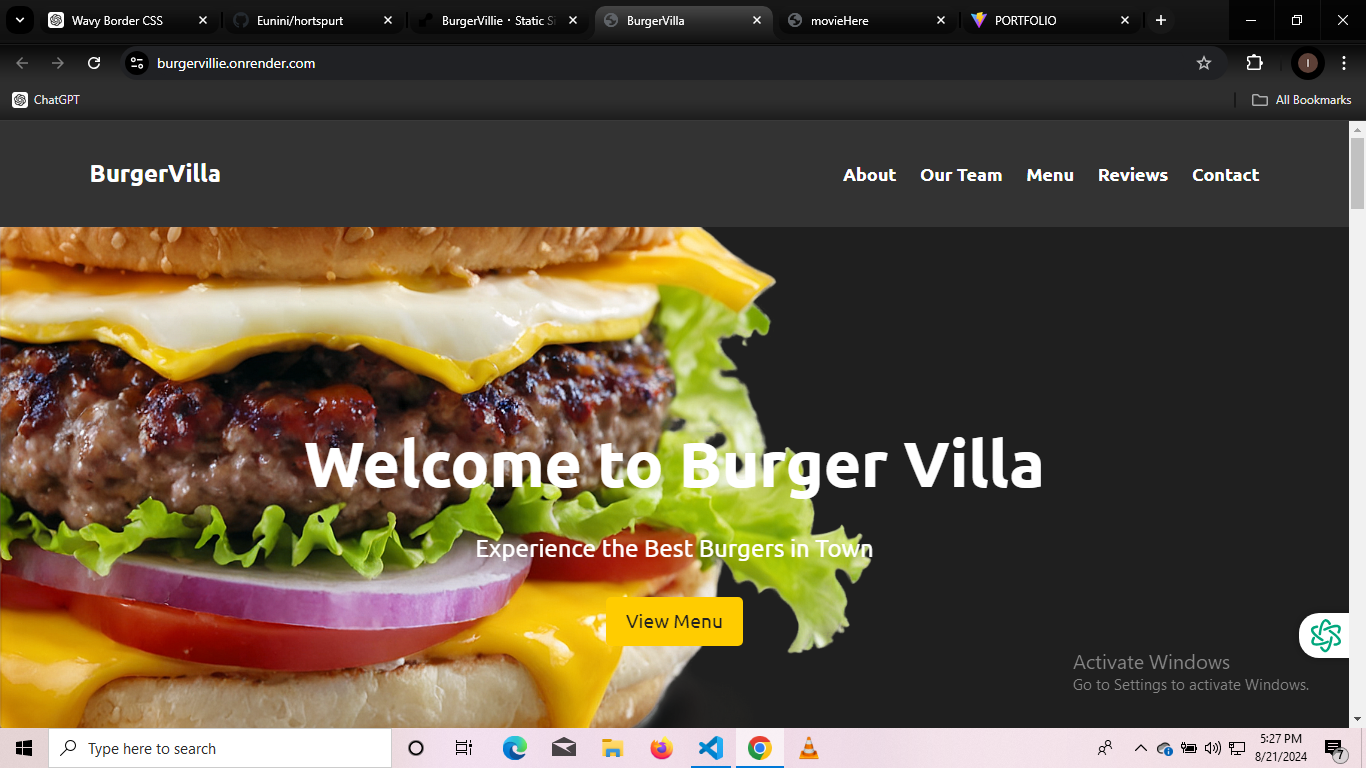 Wavy Border CSS
Eunini/hortspurt
BurgerVillie · Static Si
BurgerVilla
movieHere
PORTFOLIO
burgervillie.onrender.com
I
ChatGPT
All Bookmarks
BurgerVilla
About Our Team Menu Reviews Contact
Welcome to Burger Villa
Experience the Best Burgers in Town
View Menu
Activate Windows
Go to Settings to activate Windows.
Type here to search
5:27 PM
8/21/2024
7